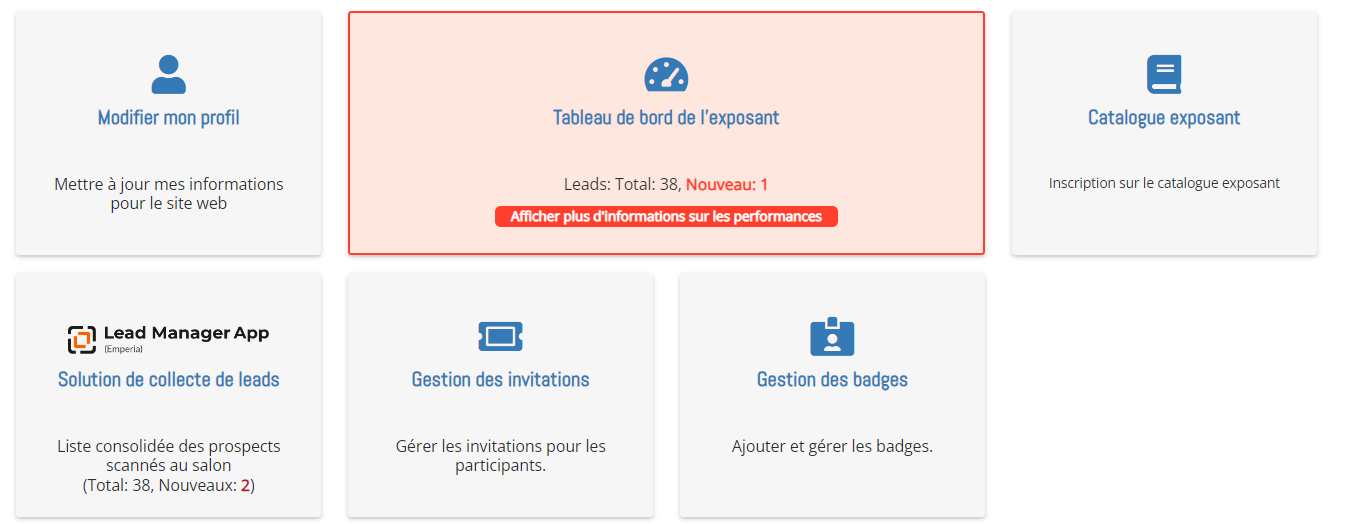 Modifier mon profil
Mettre à jour mes informations
pour le site web
Tableau de bord de l'exposant
Leads: Total: 38, Nouveau: 1
Afficher plus d'informations sur les performances
Catalogue exposant
Inscription sur le catalogue exposant
Lead Manager App
(Emperia)
Solution de collecte de leads
Liste consolidée des prospects
scannés au salon
(Total: 38, Nouveaux: 2)
Gestion des invitations
Gérer les invitations pour les
participants.
Gestion des badges
Ajouter et gérer les badges.